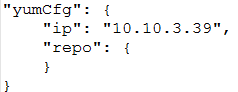 "yumCfg": {
    "ip": "10.10.3.39",
    "repo": {
    }
}